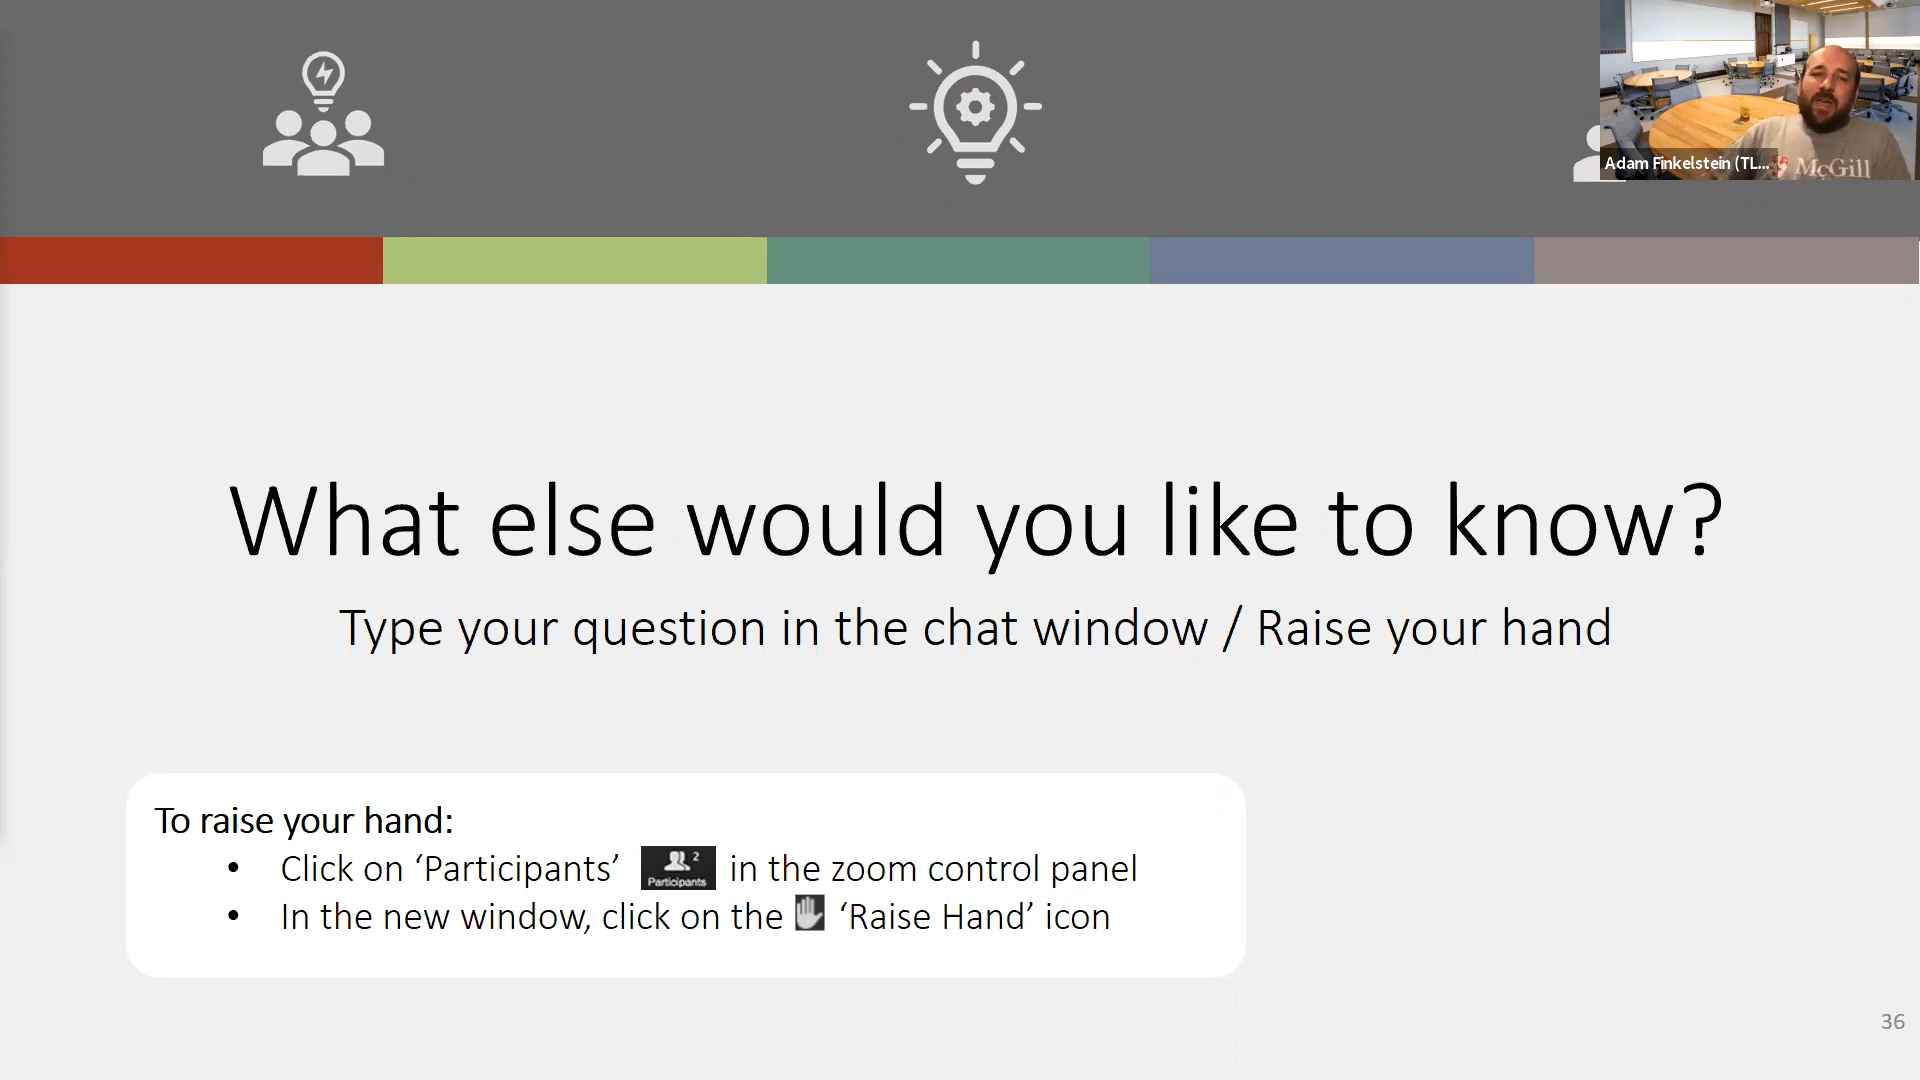 Adam Finkelstein (TL...
McGill
What else would you like to know?
Type your question in the chat window / Raise your hand
To raise your hand:
• Click on ‘Participants’ 2 Participants in the zoom control panel
• In the new window, click on the ‘Raise Hand’ icon
36